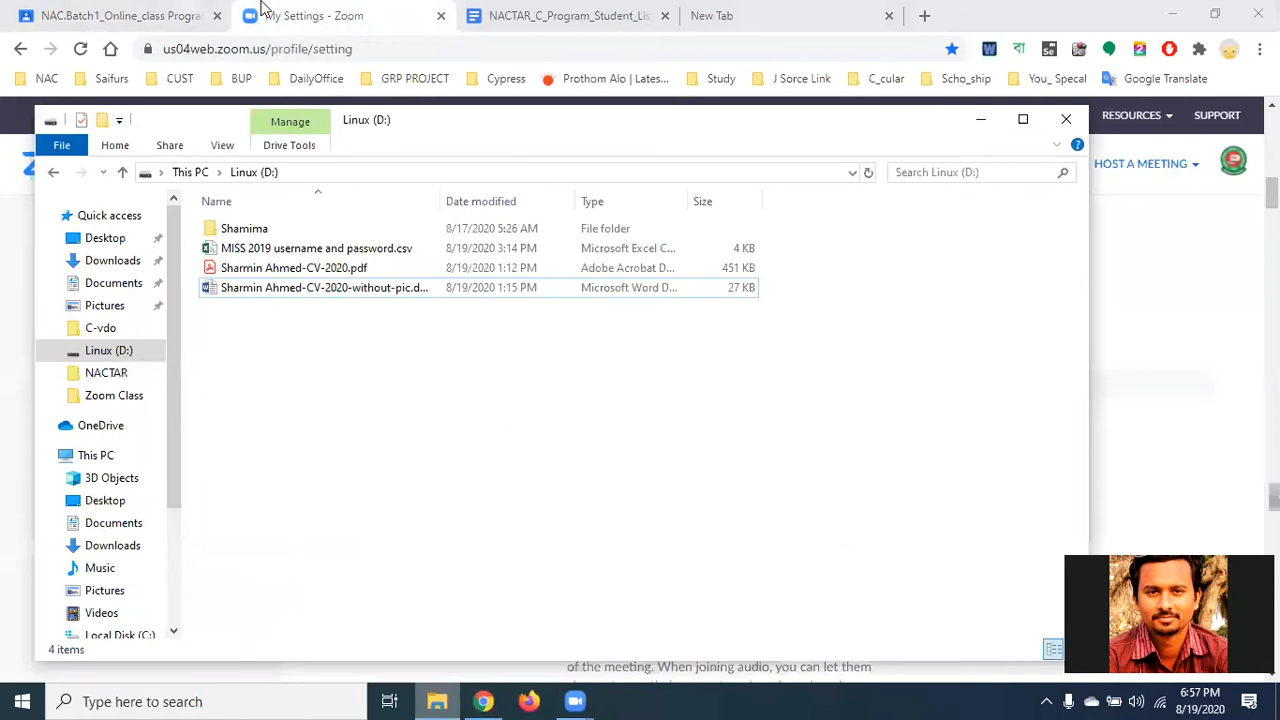 NAC.Batch1_Online_class Progra
My Settings - Zoom
NACTAR_C_Program_Student_Lis
New Tab
us04web.zoom.us/profile/setting
NAC
Saifurs
CUST
BUP
DailyOffice
GRP PROJECT
Cypress
Prothom Alo | Lates...
Study
J Sorce Link
C_cular
Scho_ship
You_ Specal
Google Translate
RESOURCES
SUPPORT
HOST A MEETING
Manage
Linux (D:)
File
Home
Share
View
Drive Tools
This PC
Linux (D:)
Search Linux (D:)
Name
Date modified
Type
Size
Shamima 8/17/2020 5:26 AM File folder
MISS 2019 username and password.csv 8/19/2020 3:14 PM Microsoft Excel C... 4 KB
Sharmin Ahmed-CV-2020.pdf 8/19/2020 1:12 PM Adobe Acrobat D... 451 KB
Sharmin Ahmed-CV-2020-without-pic.d... 8/19/2020 1:15 PM Microsoft Word D... 27 KB
Quick access
Desktop
Downloads
Documents
Pictures
C-vdo
Linux (D:)
NACTAR
Zoom Class
OneDrive
This PC
3D Objects
Desktop
Documents
Downloads
Music
Pictures
Videos
Local Disk (C:)
4 items
of the meeting. When joining audio, you can let them
Type here to search
6:57 PM
8/19/2020